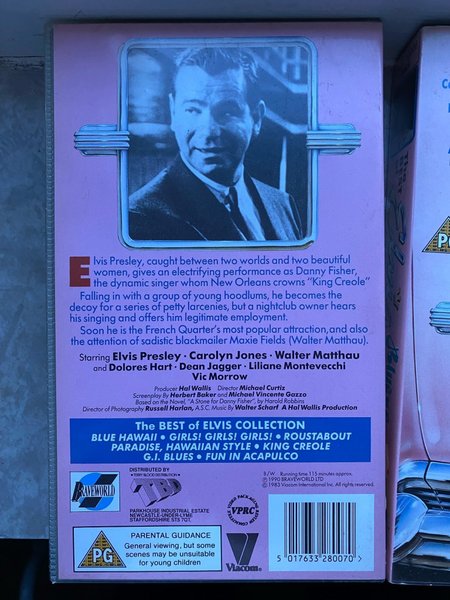 Elvis Presley, caught between two worlds and two beautiful
women, gives an electrifying performance as Danny Fisher,
the dynamic singer whom New Orleans crowns "King Creole"
Falling in with a group of young hoodlums, he becomes the
decoy for a series of petty larcenies, but a nightclub owner hears
his singing and offers him legitimate employment.
Soon he is the French Quarter's most popular attraction, and also
the attention of sadistic blackmailer Maxie Fields (Walter Matthau).
Starring Elvis Presley · Carolyn Jones · Walter Matthau
and Dolores Hart · Dean Jagger · Liliane Montevecchi
Vic Morrow
Producer Hal Wallis Director Michael Curtiz
Screenplay By Herbert Baker and Michael Vincente Gazzo
Based on the Novel, "A Stone for Danny Fisher", by Harold Robbins
Director of Photography Russell Harlan, A.S.C. Music By Walter Scharf A Hal Wallis Production
The BEST of ELVIS COLLECTION
BLUE HAWAII • GIRLS! GIRLS! GIRLS! • ROUSTABOUT
PARADISE, HAWAIIAN STYLE • KING CREOLE
G.I. BLUES • FUN IN ACAPULCO
BRAVEWORLD
DISTRIBUTED BY
• TERRY BLOOD DISTRIBUTION •
TBD
PARKHOUSE INDUSTRIAL ESTATE
NEWCASTLE-UNDER-LYME
STAFFORDSHIRE ST5 7QT.
B/W Running time 115 minutes approx.
℗ 1990 BRAVEWORLD LTD
© 1983 Viacom International Inc. All Rights Reserved.
VPRC
Viacom®
5 017633 280070 >
PG
PARENTAL GUIDANCE
General viewing, but some
scenes may be unsuitable
for young children
PG